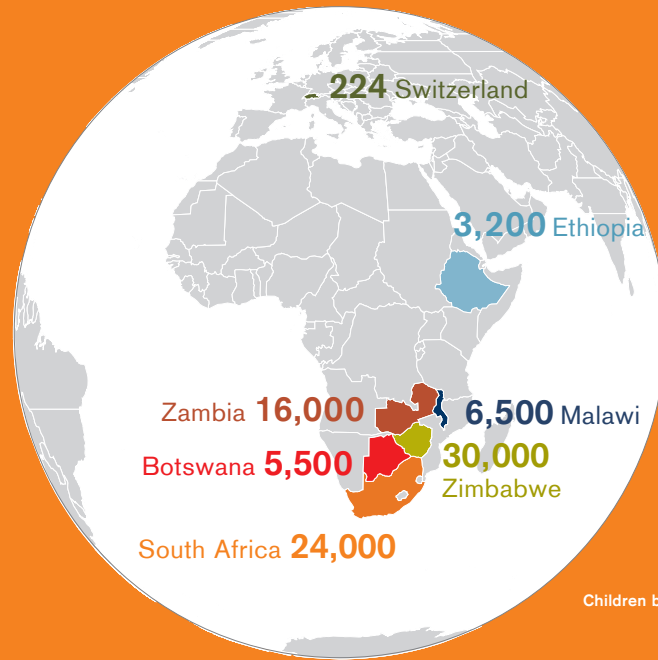 224 Switzerland
3,200 Ethiopia
Zambia 16,000
6,500 Malawi
Botswana 5,500
30,000
Zimbabwe
South Africa 24,000
Children